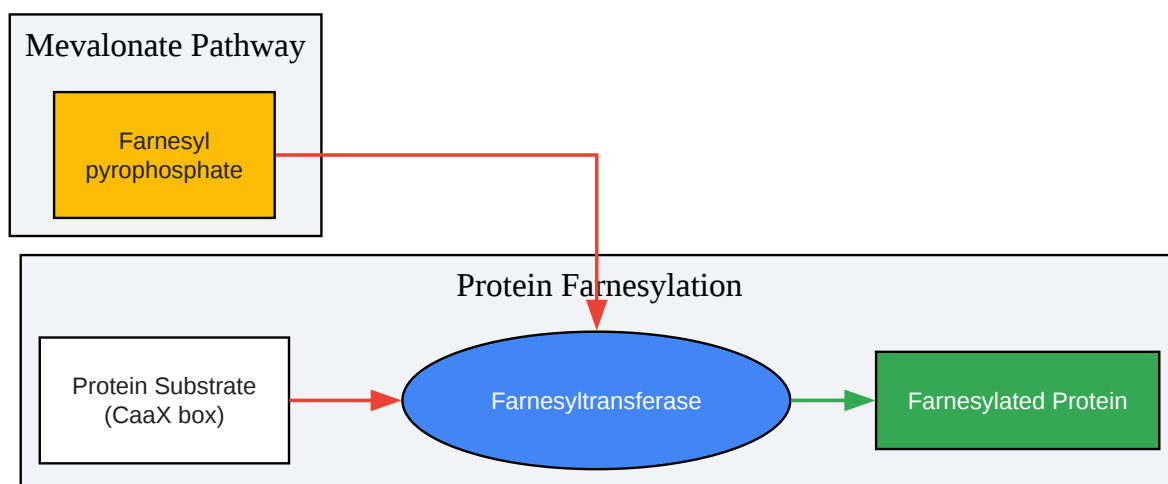 Mevalonate Pathway
Farnesyl
pyrophosphate
Protein Farnesylation
Protein Substrate
(CaaX box)
Farnesyltransferase
Farnesylated Protein